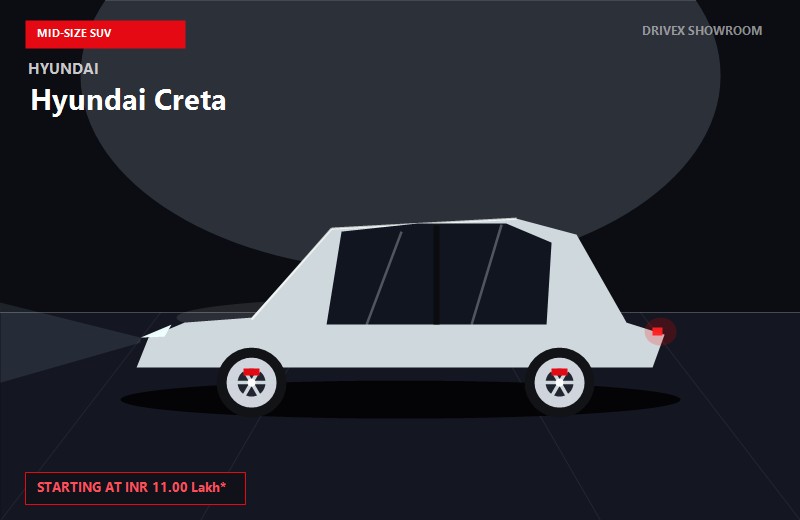 MID-SIZE SUV
DRIVEX SHOWROOM
HYUNDAI
Hyundai Creta
STARTING AT INR 11.00 Lakh*